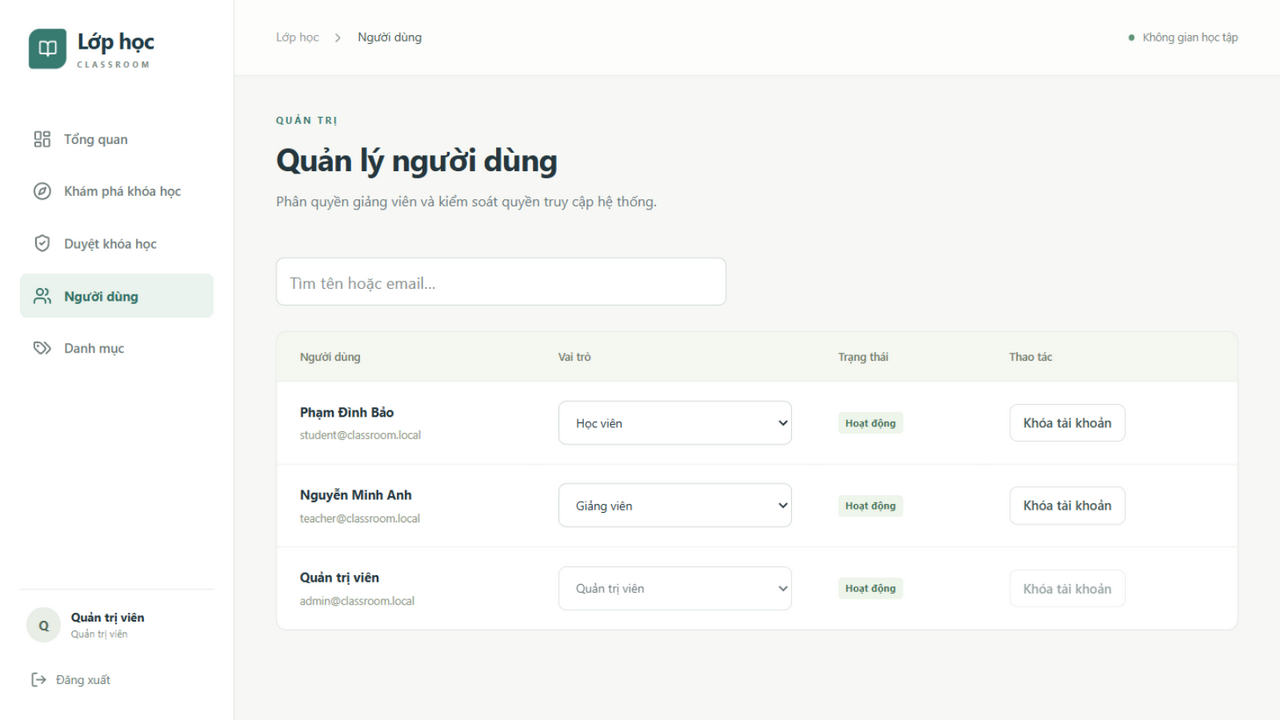 Lớp học
CLASSROOM
Tổng quan
Khám phá khóa học
Duyệt khóa học
Người dùng
Danh mục
Q
Quản trị viên
Quản trị viên
Đăng xuất
Lớp học > Người dùng
Không gian học tập
QUẢN TRỊ
Quản lý người dùng
Phân quyền giảng viên và kiểm soát quyền truy cập hệ thống.
Tìm tên hoặc email...
Người dùng Vai trò Trạng thái Thao tác
Phạm Đình Bảo
student@classroom.local
Học viên
Hoạt động
Khóa tài khoản
Nguyễn Minh Anh
teacher@classroom.local
Giảng viên
Hoạt động
Khóa tài khoản
Quản trị viên
admin@classroom.local
Quản trị viên
Hoạt động
Khóa tài khoản